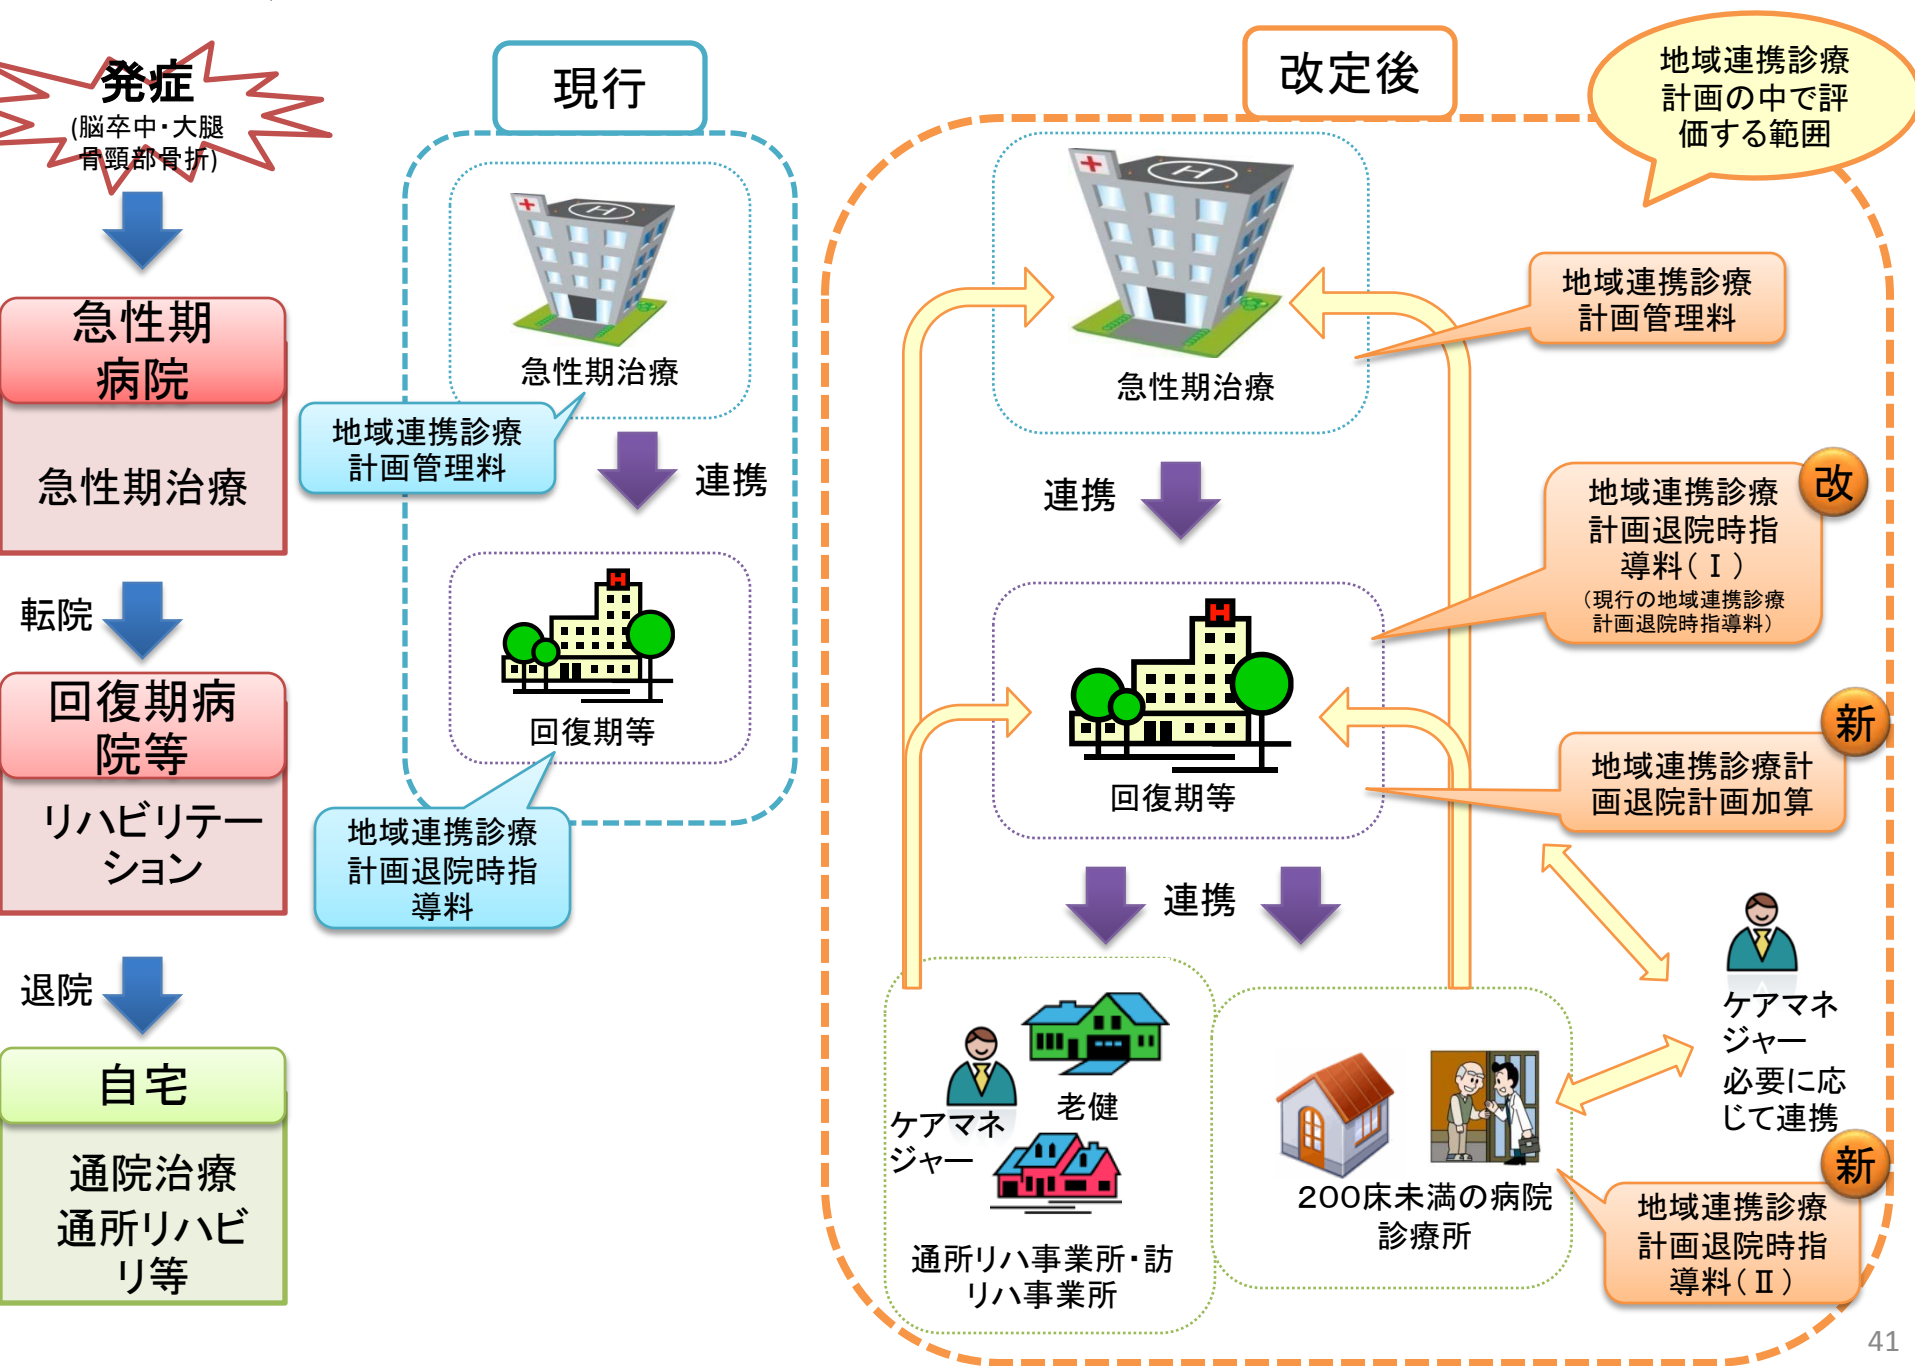 発症
(脳卒中・大腿
骨頸部骨折)
急性期
病院
急性期治療
転院
回復期病
院等
リハビリテー
ション
退院
自宅
通院治療
通所リハビ
リ等
現行
急性期治療
地域連携診療
計画管理料
連携
H
回復期等
地域連携診療
計画退院時指
導料
改定後
地域連携診療
計画の中で評
価する範囲
H
急性期治療
地域連携診療
計画管理料
連携
改
地域連携診療
計画退院時指
導料(Ⅰ)
(現行の地域連携診療
計画退院時指導料)
H
回復期等
新
地域連携診療計
画退院計画加算
連携
ケアマネ
ジャー
老健
通所リハ事業所・訪
リハ事業所
200床未満の病院
診療所
ケアマネ
ジャー
必要に応
じて連携
新
地域連携診療
計画退院時指
導料(Ⅱ)
41